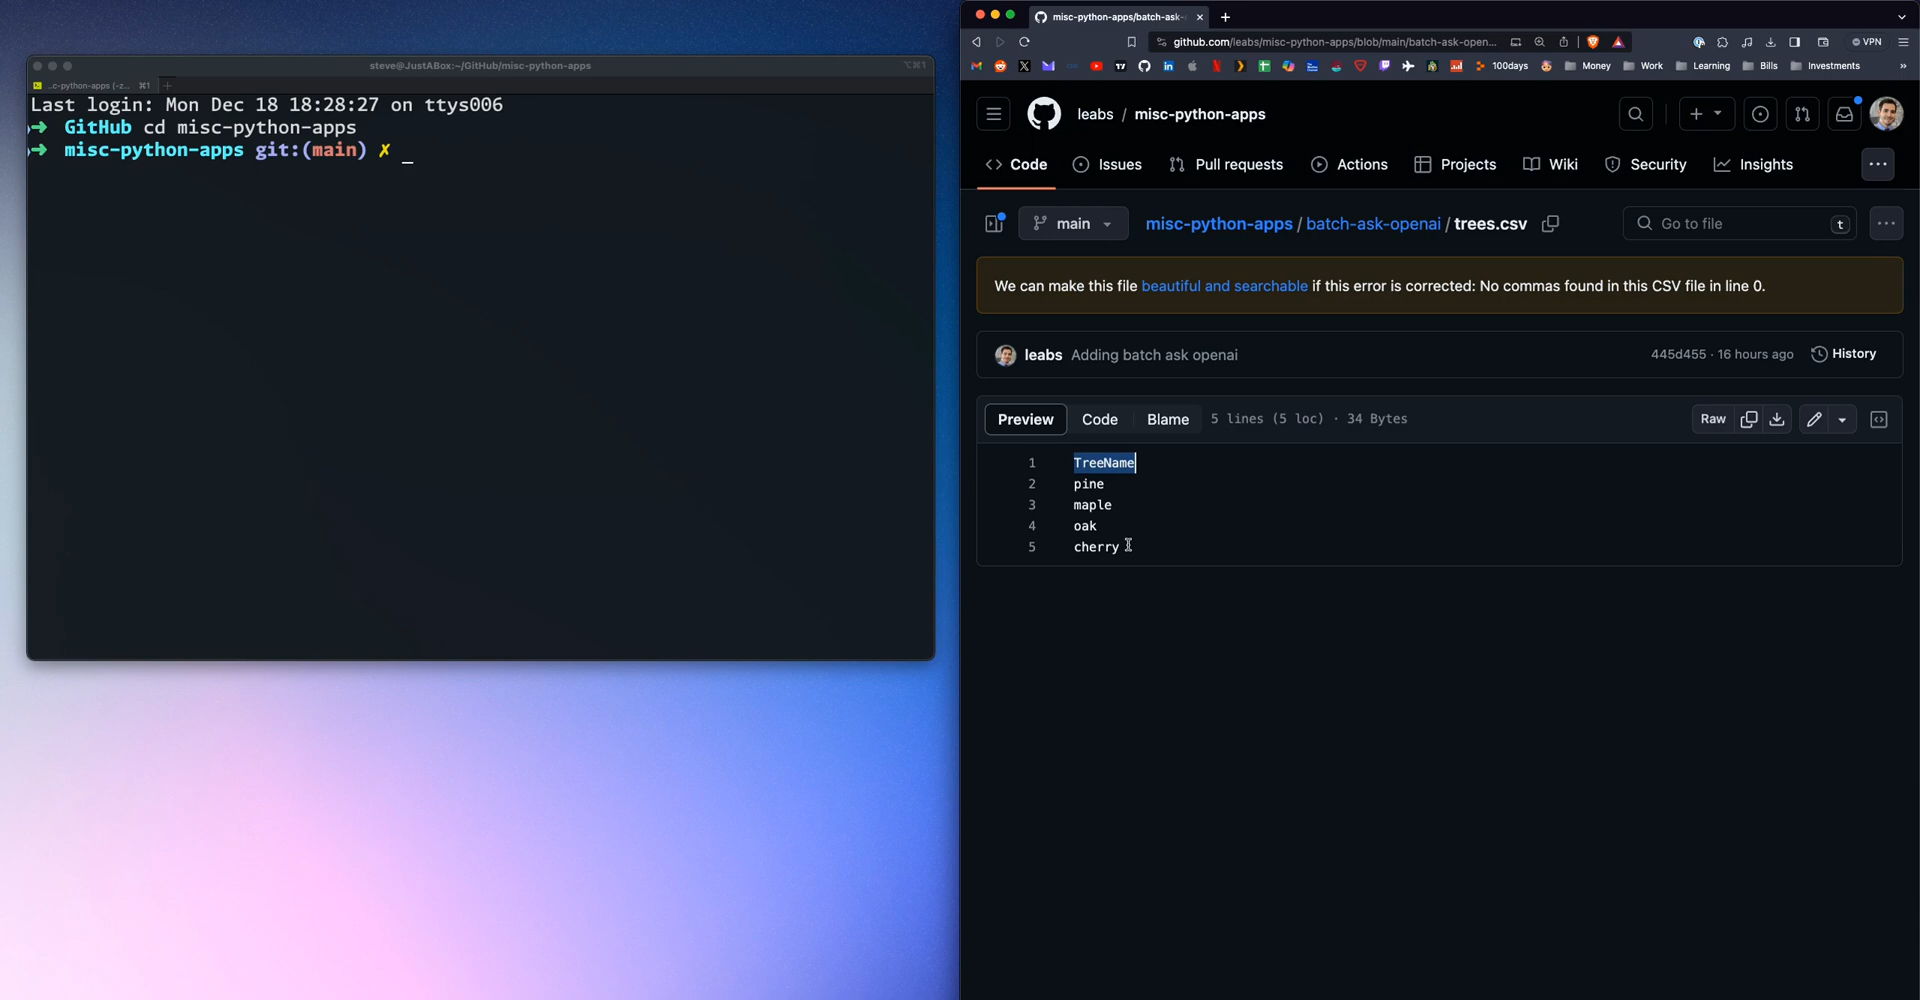 steve@JustABox:~/GitHub/misc-python-apps
⌥⌘1
..c-python-apps (-z... ⌘1
Last login: Mon Dec 18 18:28:27 on ttys006
➜ GitHub cd misc-python-apps
➜ misc-python-apps git:(main) ✗ _
misc-python-apps/batch-ask-
github.com/leabs/misc-python-apps/blob/main/batch-ask-open...
VPN
100days Money Work Learning Bills Investments »
leabs / misc-python-apps
Code Issues Pull requests Actions Projects Wiki Security Insights
main misc-python-apps / batch-ask-openai / trees.csv Go to file t
We can make this file beautiful and searchable if this error is corrected: No commas found in this CSV file in line 0.
leabs Adding batch ask openai 445d455 · 16 hours ago History
Preview Code Blame 5 lines (5 loc) · 34 Bytes Raw
1 TreeName
2 pine
3 maple
4 oak
5 cherry